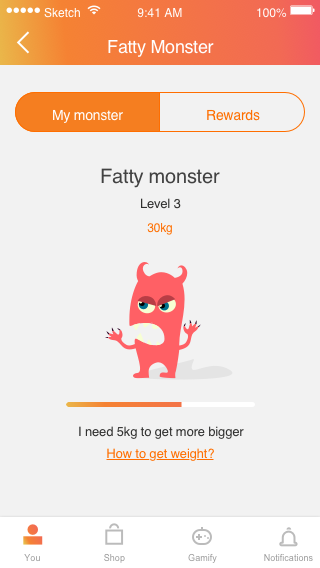 Sketch 9:41 AM 100%
Fatty Monster
My monster Rewards
Fatty monster
Level 3
30kg
I need 5kg to get more bigger
How to get weight?
You Shop Gamify Notifications